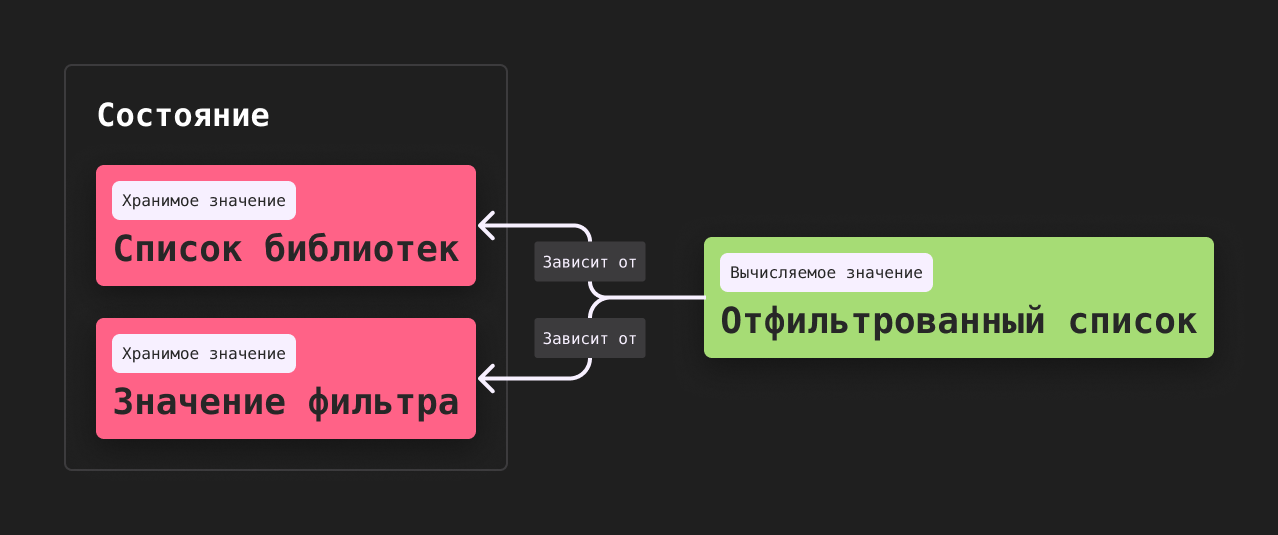 Состояние
Хранимое значение
Список библиотек
Хранимое значение
Значение фильтра
Зависит от
Зависит от
Вычисляемое значение
Отфильтрованный список